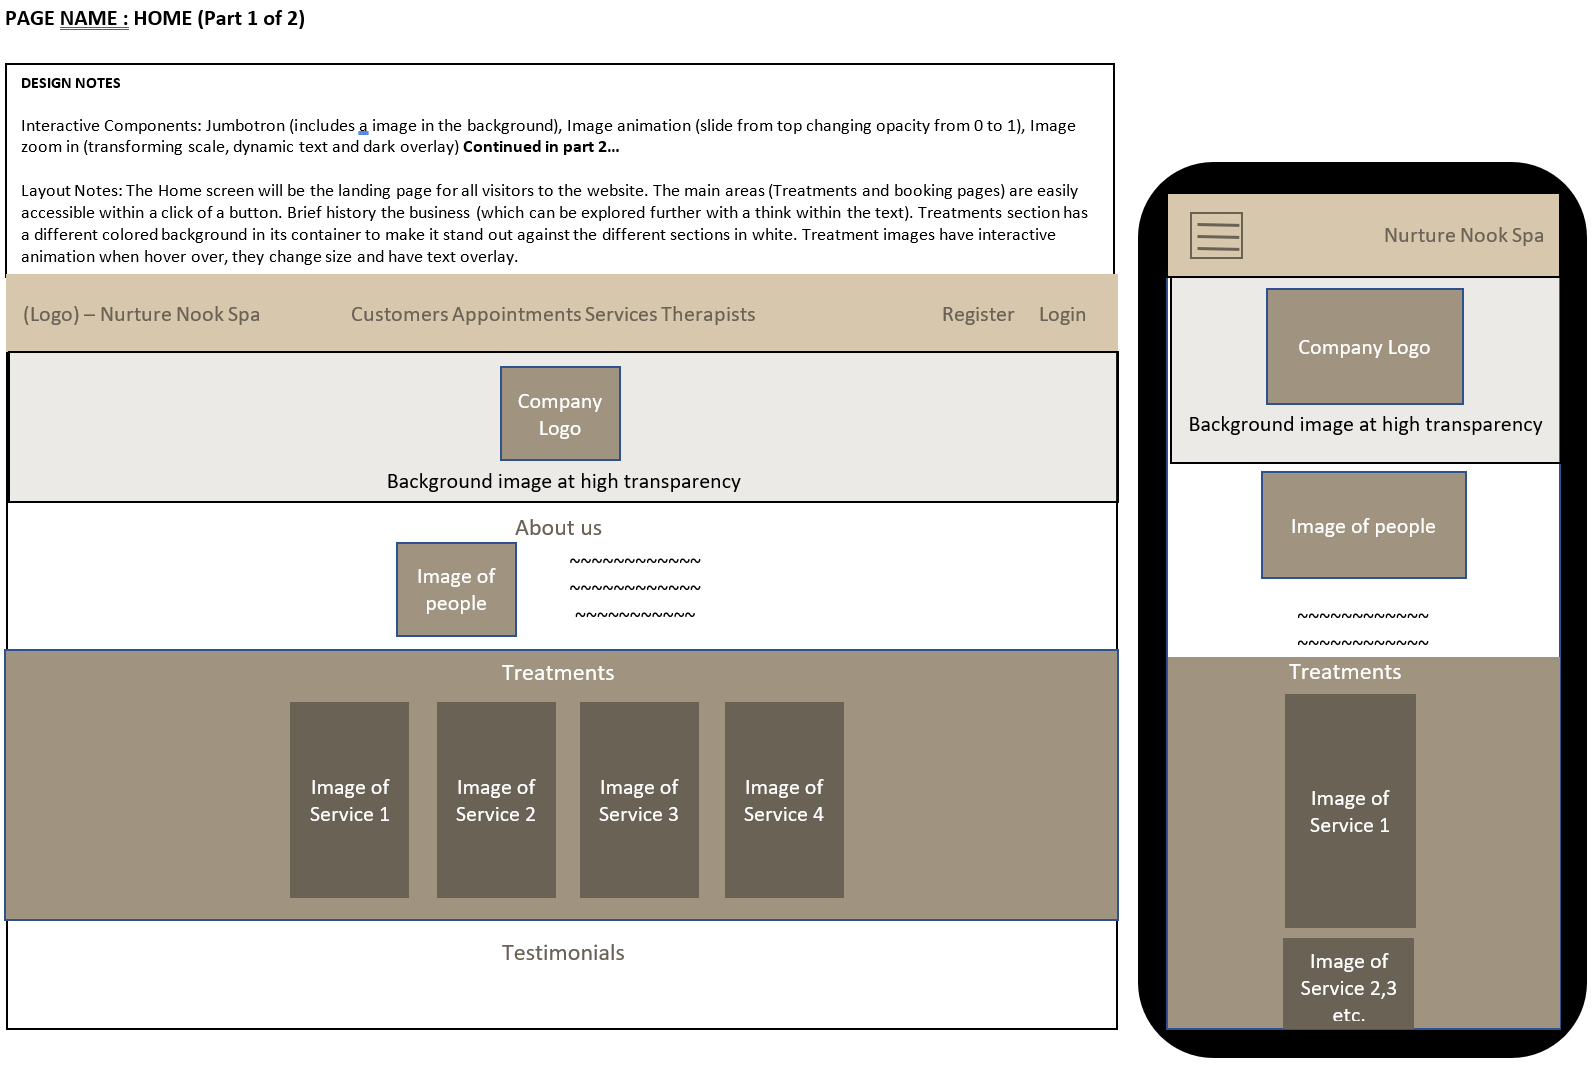 PAGE NAME : HOME (Part 1 of 2)
DESIGN NOTES
Interactive Components: Jumbotron (includes a image in the background), Image animation (slide from top changing opacity from 0 to 1), Image
zoom in (transforming scale, dynamic text and dark overlay) Continued in part 2...
Layout Notes: The Home screen will be the landing page for all visitors to the website. The main areas (Treatments and booking pages) are easily
accessible within a click of a button. Brief history the business (which can be explored further with a think within the text). Treatments section has
a different colored background in its container to make it stand out against the different sections in white. Treatment images have interactive
animation when hover over, they change size and have text overlay.
(Logo) – Nurture Nook Spa Customers Appointments Services Therapists Register Login
Company
Logo
Background image at high transparency
About us
Image of
people
~~~~~~~~~~~~
~~~~~~~~~~~~
~~~~~~~~~~~
Treatments
Image of
Service 1
Image of
Service 2
Image of
Service 3
Image of
Service 4
Testimonials
Nurture Nook Spa
Company Logo
Background image at high transparency
Image of people
~~~~~~~~~~~~
~~~~~~~~~~~~
Treatments
Image of
Service 1
Image of
Service 2,3
etc.